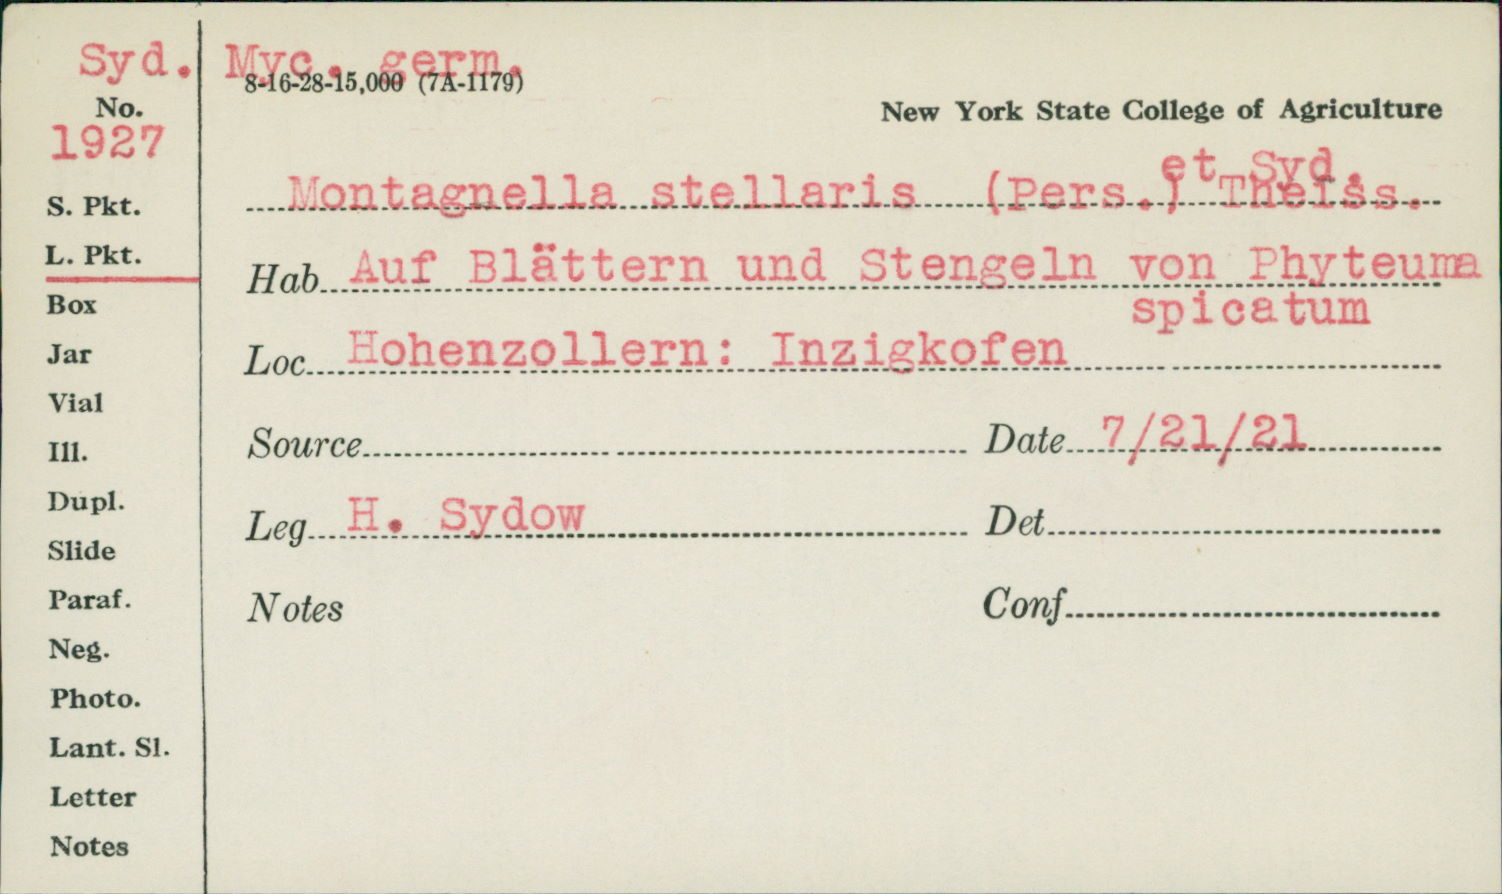 Syd. Myc. germ.
8-16-28-15,000 (7A-1179)
No.
1927
New York State College of Agriculture
S. Pkt.
L. Pkt.
Box
Jar
Vial
Ill.
Dupl.
Slide
Paraf.
Neg.
Photo.
Lant. Sl.
Letter
Notes
et Syd.
Montagnella stellaris (Pers.) Theiss.
Hab. Auf Blättern und Stengeln von Phyteuma
spicatum
Loc. Hohenzollern: Inzigkofen
Source Date 7/21/21
Leg. H. Sydow Det
Notes Conf